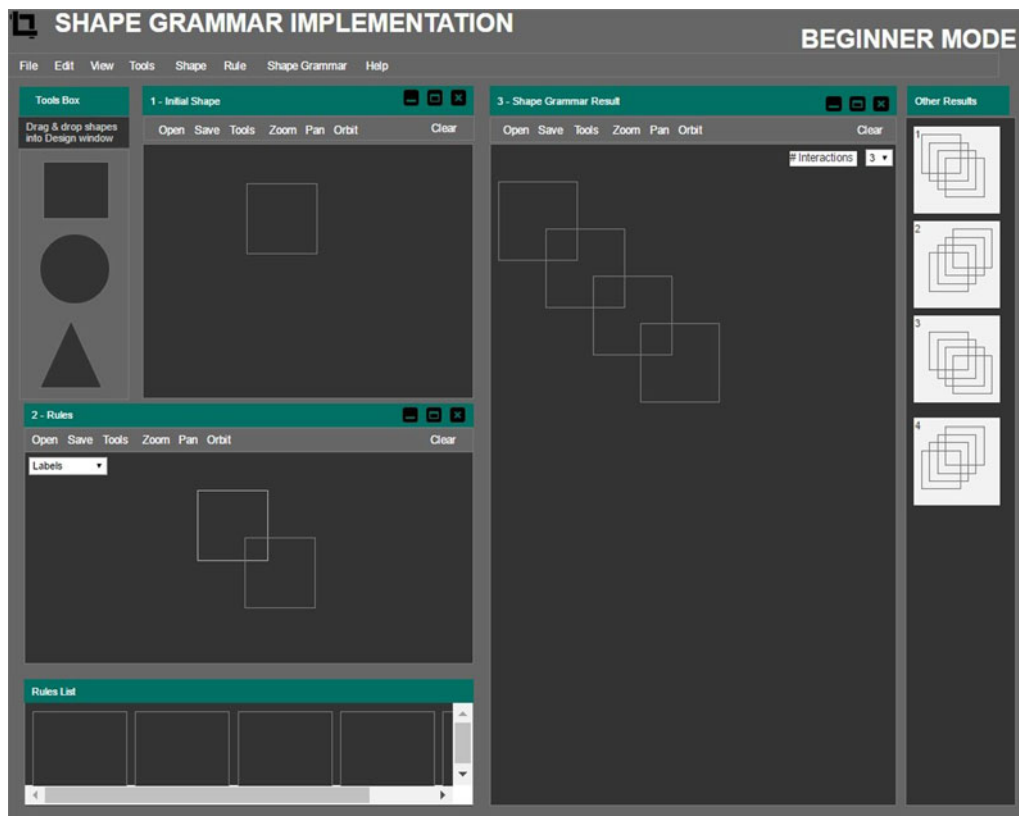 SHAPE GRAMMAR IMPLEMENTATION
BEGINNER MODE
File Edit View Tools Shape Rule Shape Grammar Help
Tools Box
Drag & drop shapes
into Design window
1 - Initial Shape
Open Save Tools Zoom Pan Orbit Clear
2 - Rules
Open Save Tools Zoom Pan Orbit Clear
Labels
Rules List
3 - Shape Grammar Result
Open Save Tools Zoom Pan Orbit Clear
# Interactions 3
Other Results
1
2
3
4